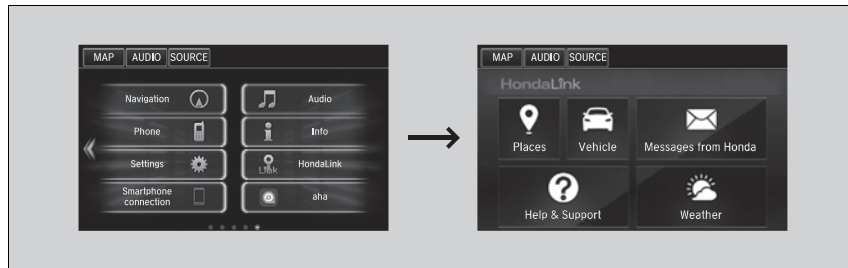 MAP AUDIO SOURCE
Navigation Audio
Phone Info
Settings Link HondaLink
Smartphone
connection
aha
MAP AUDIO SOURCE
HondaLink
Places Vehicle Messages from Honda
Help & Support Weather